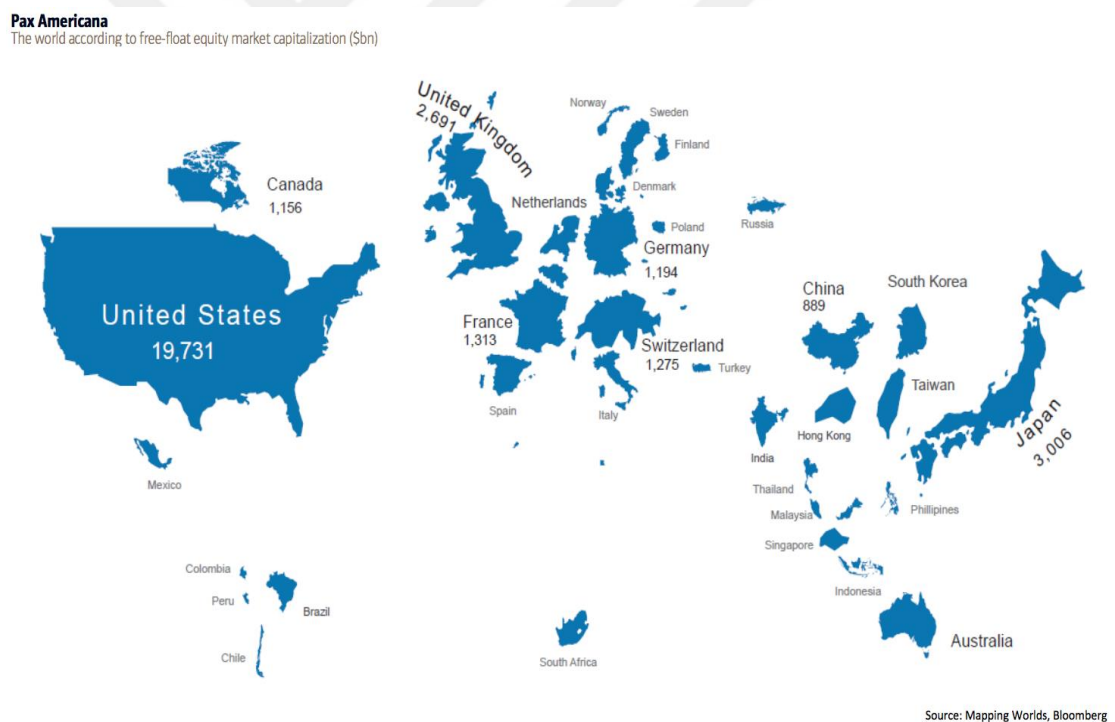 Pax Americana
The world according to free-float equity market capitalization ($bn)
United Kingdom
2,691
Norway
Sweden
Finland
Denmark
Canada
1,156
Netherlands
Poland
Russia
Germany
1,194
United States
19,731
France
1,313
Switzerland
1,275
Turkey
Spain
Italy
China
889
South Korea
Taiwan
Japan
3,006
Hong Kong
India
Thailand
Malaysia
Phillipines
Singapore
Indonesia
Mexico
Colombia
Peru
Brazil
Chile
South Africa
Australia
Source: Mapping Worlds, Bloomberg